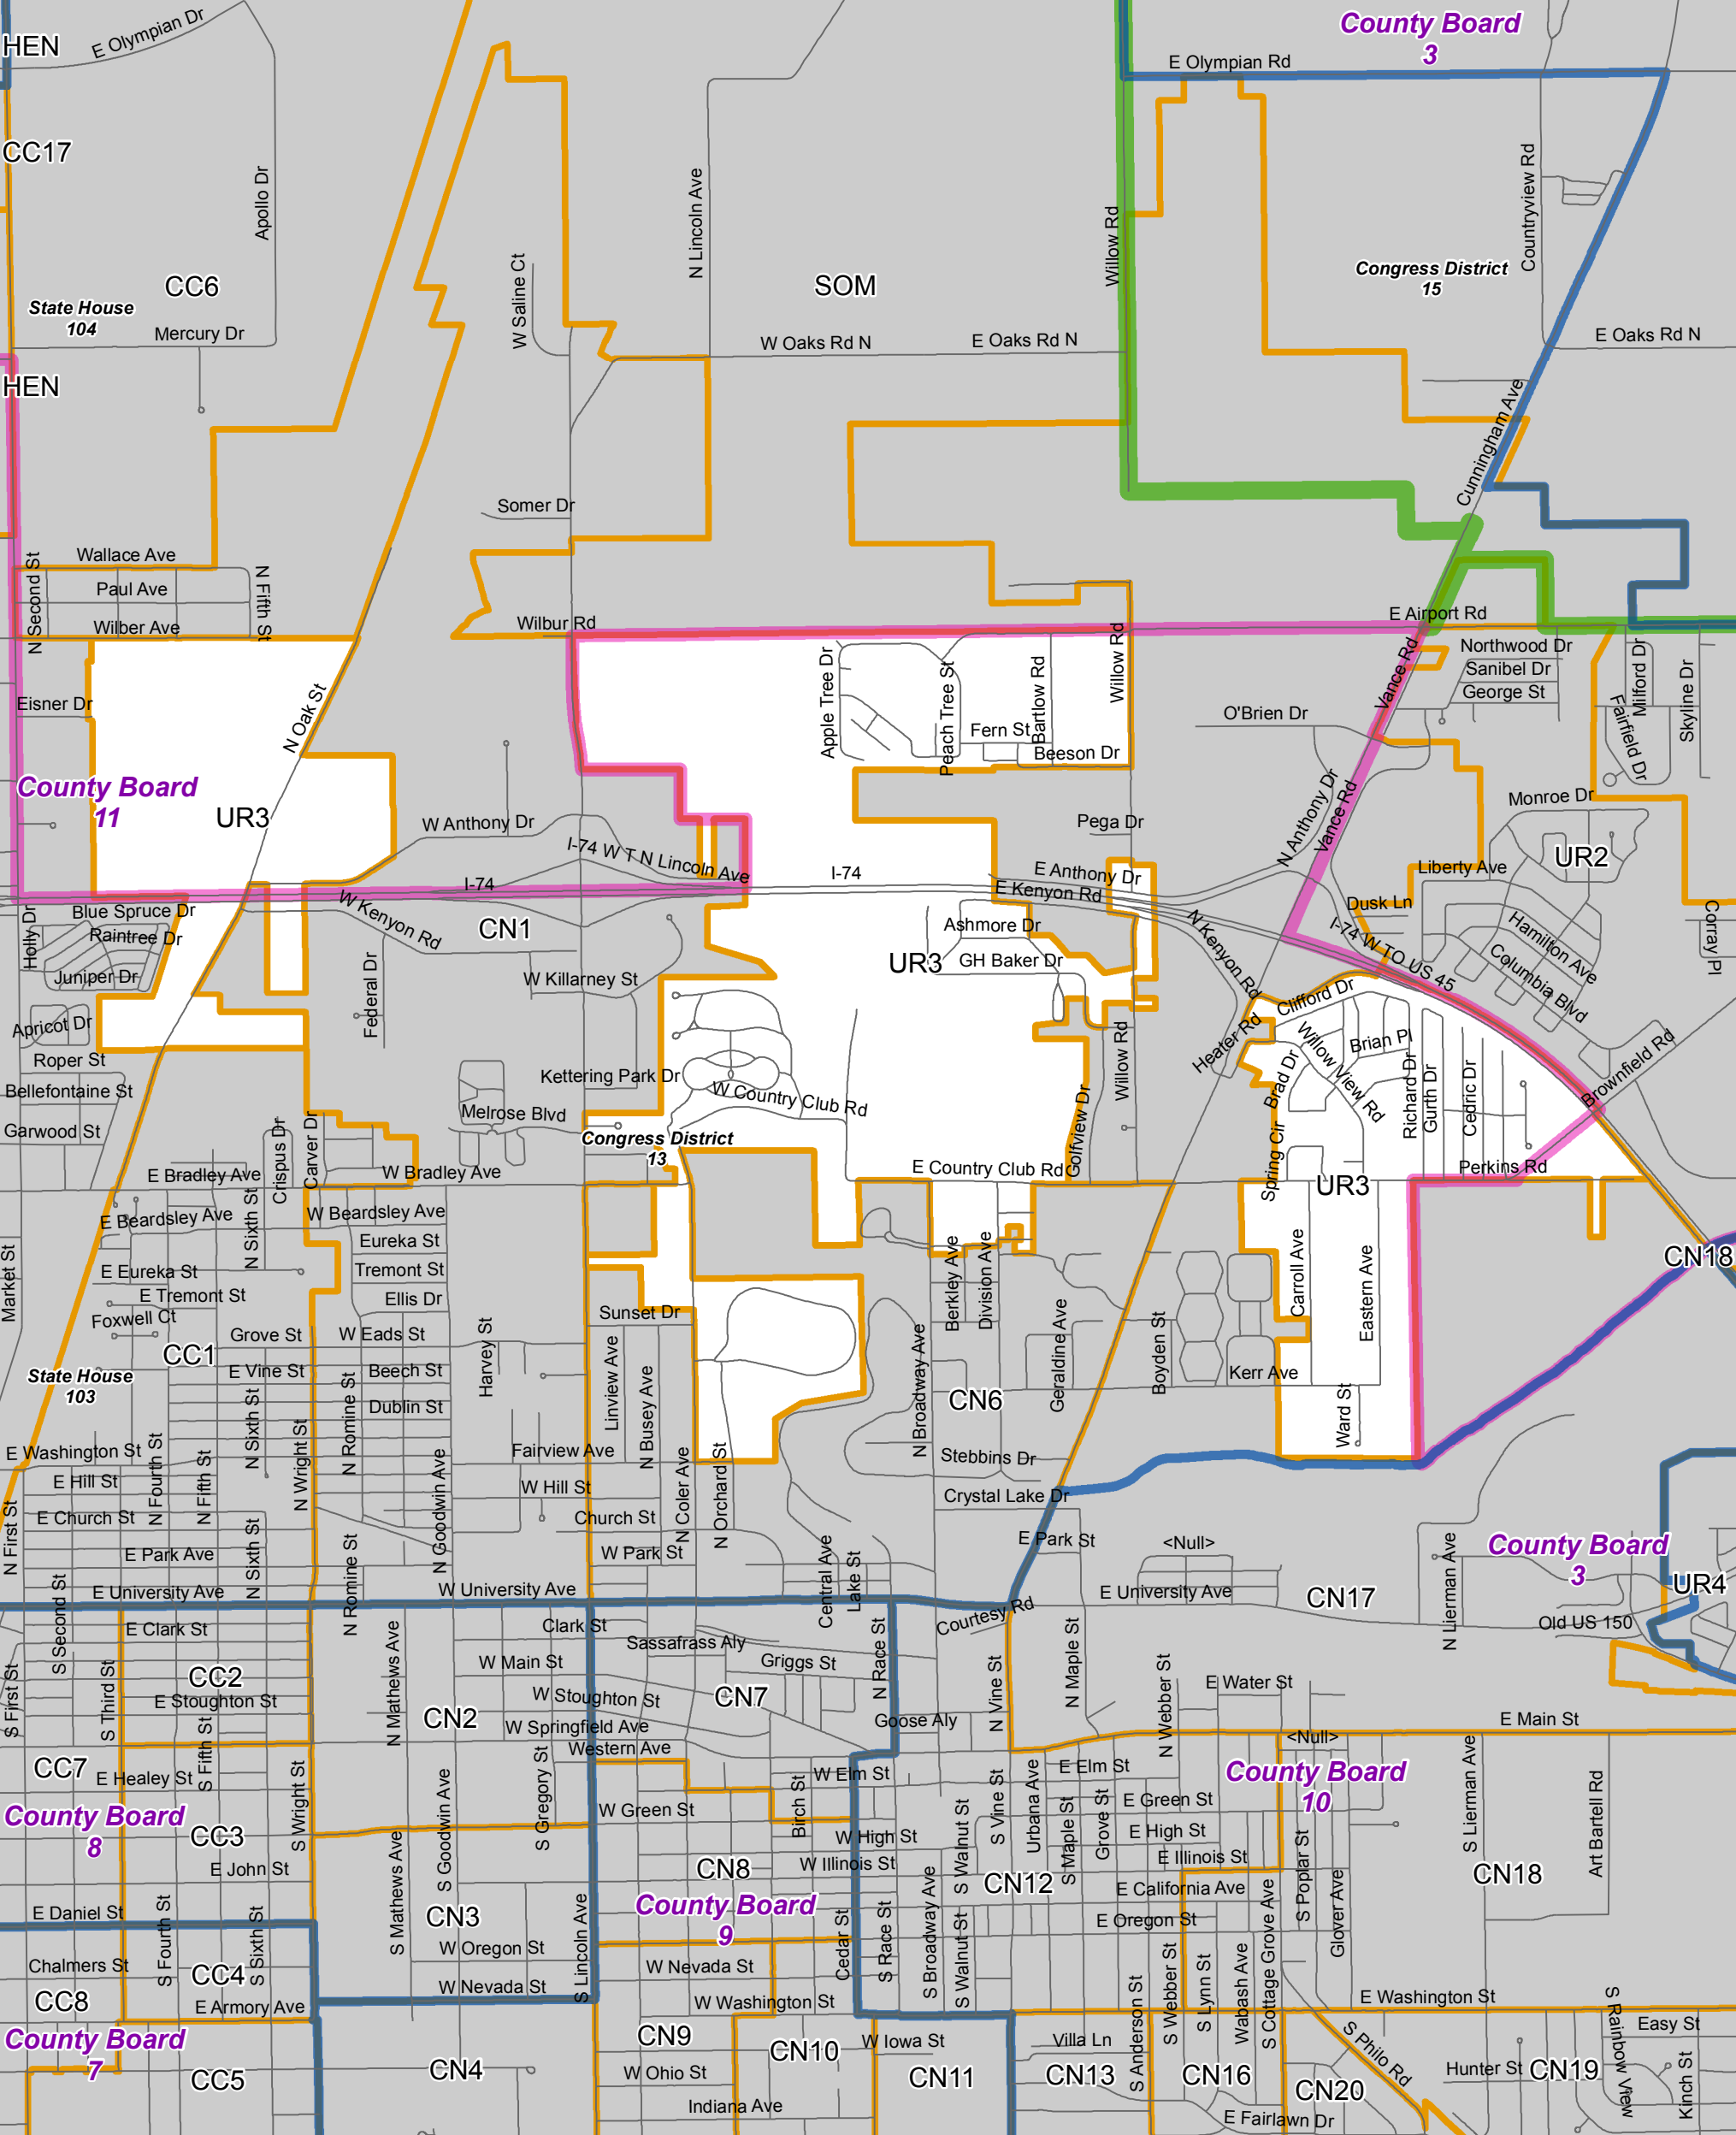 County Board
3
HEN
E Olympian Dr
E Olympian Rd
CC17
Apollo Dr
N Lincoln Ave
Countryview Rd
Willow Rd
W Saline Ct
CC6
SOM
Congress District
15
State House
104
Mercury Dr
W Oaks Rd N
E Oaks Rd N
E Oaks Rd N
HEN
Cunningham Ave
Somer Dr
Wallace Ave
N Second St
Paul Ave
N Fifth St
Wilber Ave
Wilbur Rd
E Airport Rd
Northwood Dr
Sanibel Dr
George St
Milford Dr
Skyline Dr
Fairfield Dr
Vance Rd
Willow Rd
Apple Tree Dr
Peach Tree St
Bartlow Rd
Fern St
Beeson Dr
O'Brien Dr
Eisner Dr
N Oak St
County Board
11
UR3
W Anthony Dr
I-74 W T N Lincoln Ave
I-74
I-74
Pega Dr
N Anthony Dr
Vance Rd
Monroe Dr
UR2
Liberty Ave
E Anthony Dr
E Kenyon Rd
Dusk Ln
I-74 W TO US 45
Hamilton Ave
Columbia Blvd
Corray Pl
Holly Dr
Blue Spruce Dr
Raintree Dr
Juniper Dr
W Kenyon Rd
CN1
Ashmore Dr
GH Baker Dr
UR3
N Kenyon Rd
W Killarney St
Federal Dr
Apricot Dr
Roper St
Bellefontaine St
Garwood St
Kettering Park Dr
Melrose Blvd
W Country Club Rd
Willow Rd
Golfview Dr
Heater Rd
Clifford Dr
Brian Pl
Willow View Rd
Brad Dr
Richard Dr
Gurth Dr
Cedric Dr
Brownfield Rd
Congress District
13
E Country Club Rd
Spring Cir
UR3
Perkins Rd
E Bradley Ave
Crispus Dr
Carver Dr
W Bradley Ave
E Beardsley Ave
N Sixth St
W Beardsley Ave
Eureka St
Tremont St
Ellis Dr
E Eureka St
E Tremont St
Foxwell Ct
Market St
CC1
Grove St
W Eads St
E Vine St
Beech St
Dublin St
Harvey St
Sunset Dr
Linview Ave
N Busey Ave
Berkley Ave
Division Ave
N Broadway Ave
Geraldine Ave
Boyden St
Carroll Ave
Eastern Ave
Kerr Ave
Ward St
CN18
State House
103
CN6
N Sixth St
N Romine St
N Wright St
E Washington St
E Hill St
N Fourth St
N Fifth St
E Church St
N First St
E Park Ave
N Sixth St
E University Ave
N Goodwin Ave
N Romine St
Fairview Ave
W Hill St
Church St
W Park St
N Coler Ave
N Orchard St
Stebbins Dr
Crystal Lake Dr
E Park St
<Null>
County Board
3
N Lierman Ave
UR4
Central Ave
Lake St
W University Ave
E University Ave
CN17
Old US 150
Courtesy Rd
S Second St
E Clark St
Clark St
Sassafrass Aly
N Mathews Ave
CC2
W Main St
Griggs St
N Race St
N Vine St
N Maple St
N Webber St
E Water St
S First St
S Third St
E Stoughton St
W Stoughton St
CN7
CN2
W Springfield Ave
Goose Aly
E Main St
<Null>
CC7
S Fifth St
Western Ave
E Healey St
S Wright St
W Elm St
E Elm St
County Board
10
S Goodwin Ave
S Gregory St
Birch St
W Green St
E Green St
County Board
8
CC3
S Vine St
Urbana Ave
S Maple St
Grove St
W High St
E High St
S Lierman Ave
Art Bartell Rd
E John St
S Mathews Ave
CN8
W Illinois St
S Walnut St
E Illinois St
CN12
CN18
County Board
9
E California Ave
S Poplar St
E Daniel St
CN3
E Oregon St
Glover Ave
S Fourth St
S Sixth St
W Oregon St
S Lincoln Ave
Cedar St
S Race St
S Broadway Ave
S Walnut St
Chalmers St
CC4
W Nevada St
W Nevada St
S Webber St
S Lynn St
Wabash Ave
S Cottage Grove Ave
CC8
E Armory Ave
W Washington St
S Anderson St
E Washington St
County Board
7
CN9
CN10
W Iowa St
Villa Ln
S Philo Rd
S Rainbow View
Easy St
CC5
CN4
W Ohio St
CN11
CN13
CN16
CN20
Hunter St
CN19
Kinch St
Indiana Ave
E Fairlawn Dr